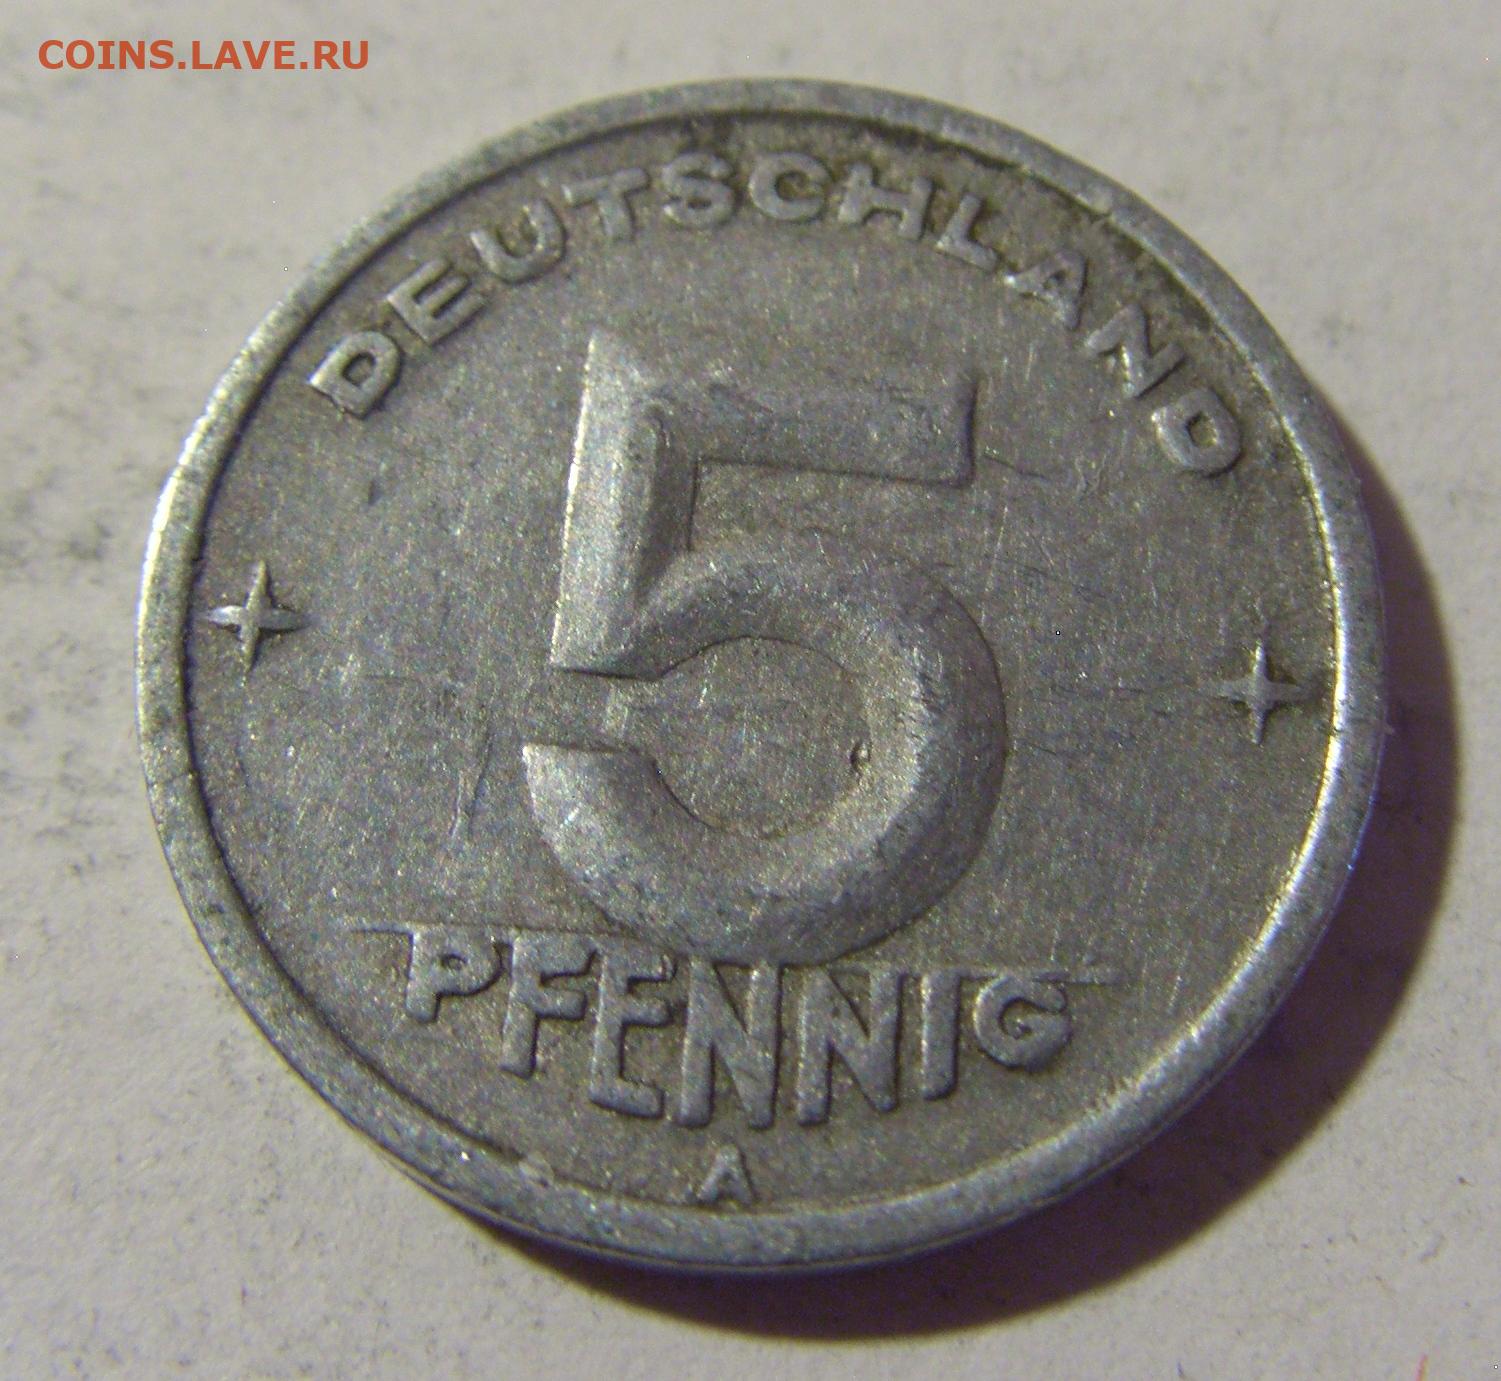 COINS.LAVE.RU
DEUTSCHLAND
5
PFENNIG
A